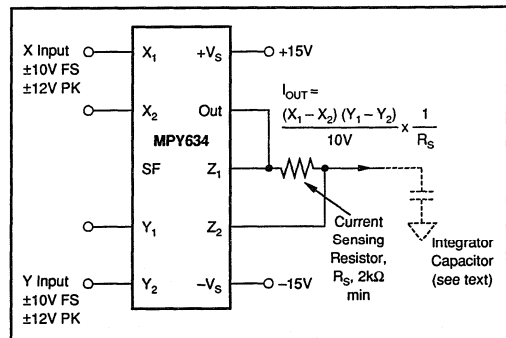 X Input
±10V FS
±12V PK
X₁
+V_S
+15V
X₂
Out
I_OUT =
(X₁ – X₂) (Y₁ – Y₂)
10V
x
1
R_S
MPY634
SF
Z₁
Y₁
Z₂
Current
Sensing
Resistor,
R_S, 2kΩ
min
Integrator
Capacitor
(see text)
Y Input
±10V FS
±12V PK
Y₂
–V_S
–15V